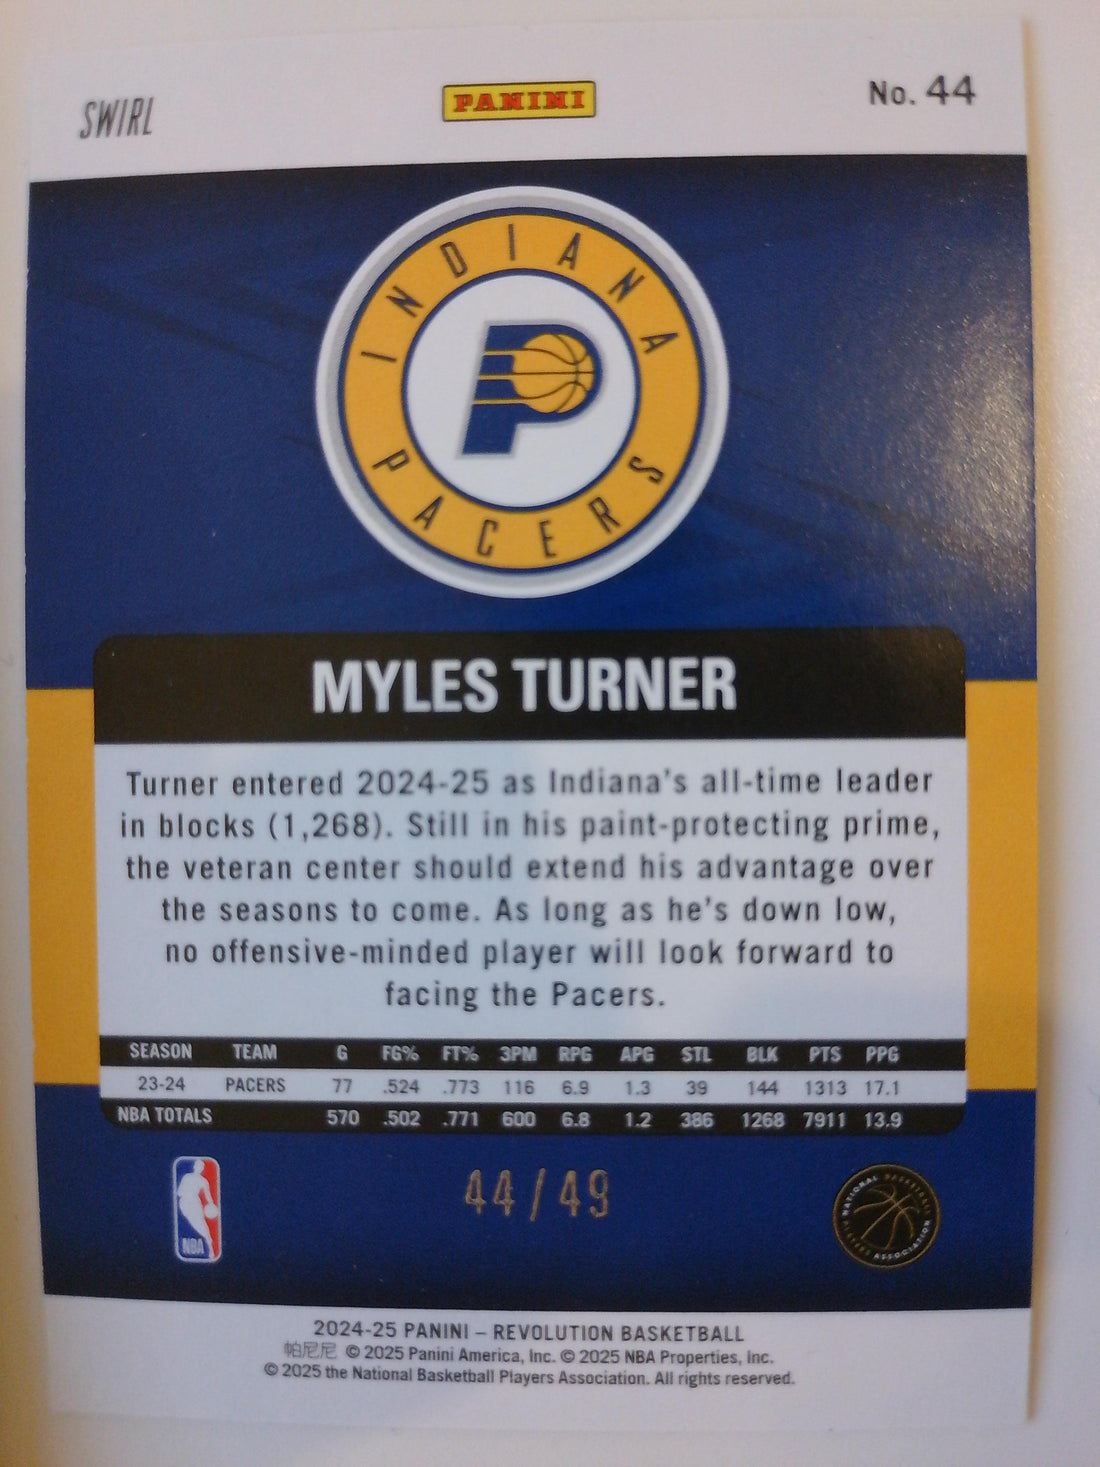 SWIRL
PANINI
No. 44
INDIANA
PACERS
MYLES TURNER
Turner entered 2024-25 as Indiana's all-time leader
in blocks (1,268). Still in his paint-protecting prime,
the veteran center should extend his advantage over
the seasons to come. As long as he's down low,
no offensive-minded player will look forward to
facing the Pacers.
SEASON TEAM G FG% FT% 3PM RPG APG STL BLK PTS PPG
23-24 PACERS 77 .524 .773 116 6.9 1.3 39 144 1313 17.1
NBA TOTALS 570 .502 .771 600 6.8 1.2 386 1268 7911 13.9
44/49
NBA
NATIONAL BASKETBALL
PLAYERS ASSOCIATION
2024-25 PANINI – REVOLUTION BASKETBALL
帕尼尼 © 2025 Panini America, Inc. © 2025 NBA Properties, Inc.
© 2025 the National Basketball Players Association. All rights reserved.